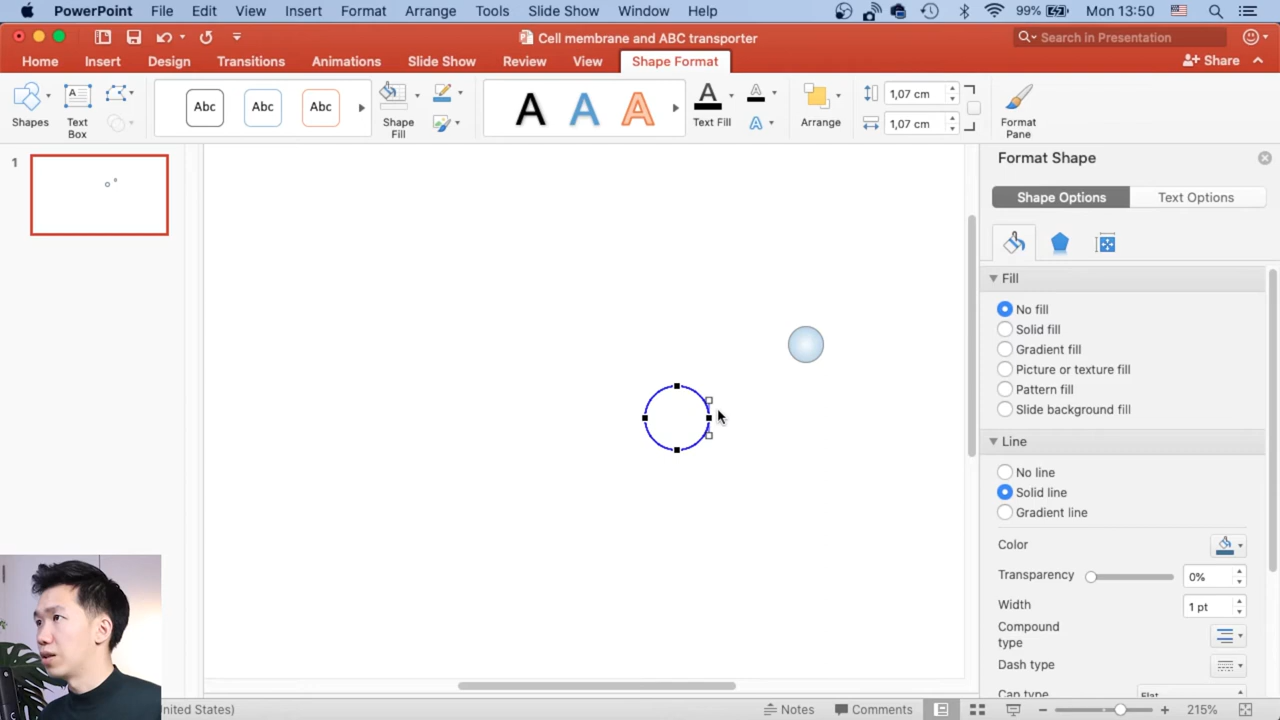 PowerPoint File Edit View Insert Format Arrange Tools Slide Show Window Help 99% Mon 13:50
Cell membrane and ABC transporter Search in Presentation
Home Insert Design Transitions Animations Slide Show Review View Shape Format Share
Shapes Text Box Abc Abc Abc Shape Fill A A A Text Fill Arrange 1,07 cm 1,07 cm Format Pane
1
Format Shape
Shape Options Text Options
Fill
No fill
Solid fill
Gradient fill
Picture or texture fill
Pattern fill
Slide background fill
Line
No line
Solid line
Gradient line
Color
Transparency 0%
Width 1 pt
Compound type
Dash type
Cap type Flat
United States) Notes Comments 215%